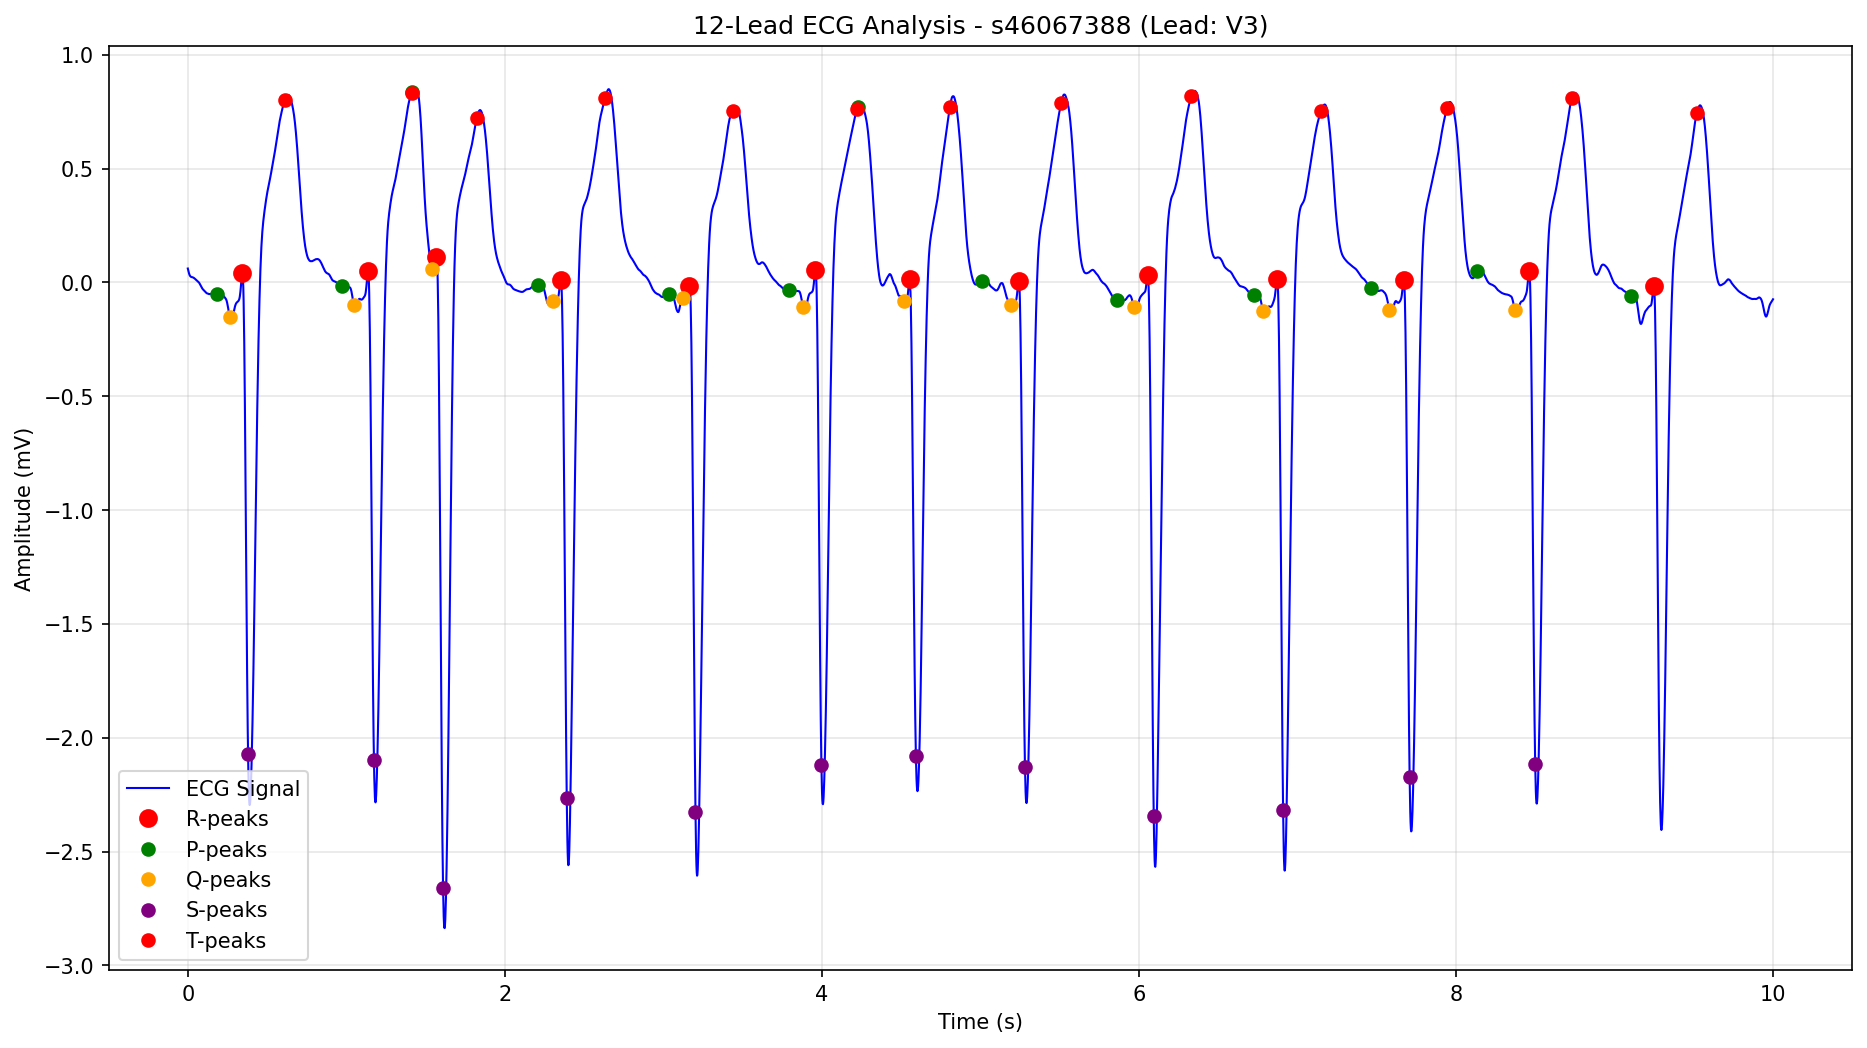 12-Lead ECG Analysis - s46067388 (Lead: V3)
1.0
0.5
0.0
−0.5
−1.0
−1.5
−2.0
−2.5
−3.0
Amplitude (mV)
ECG Signal
R-peaks
P-peaks
Q-peaks
S-peaks
T-peaks
0 2 4 6 8 10
Time (s)